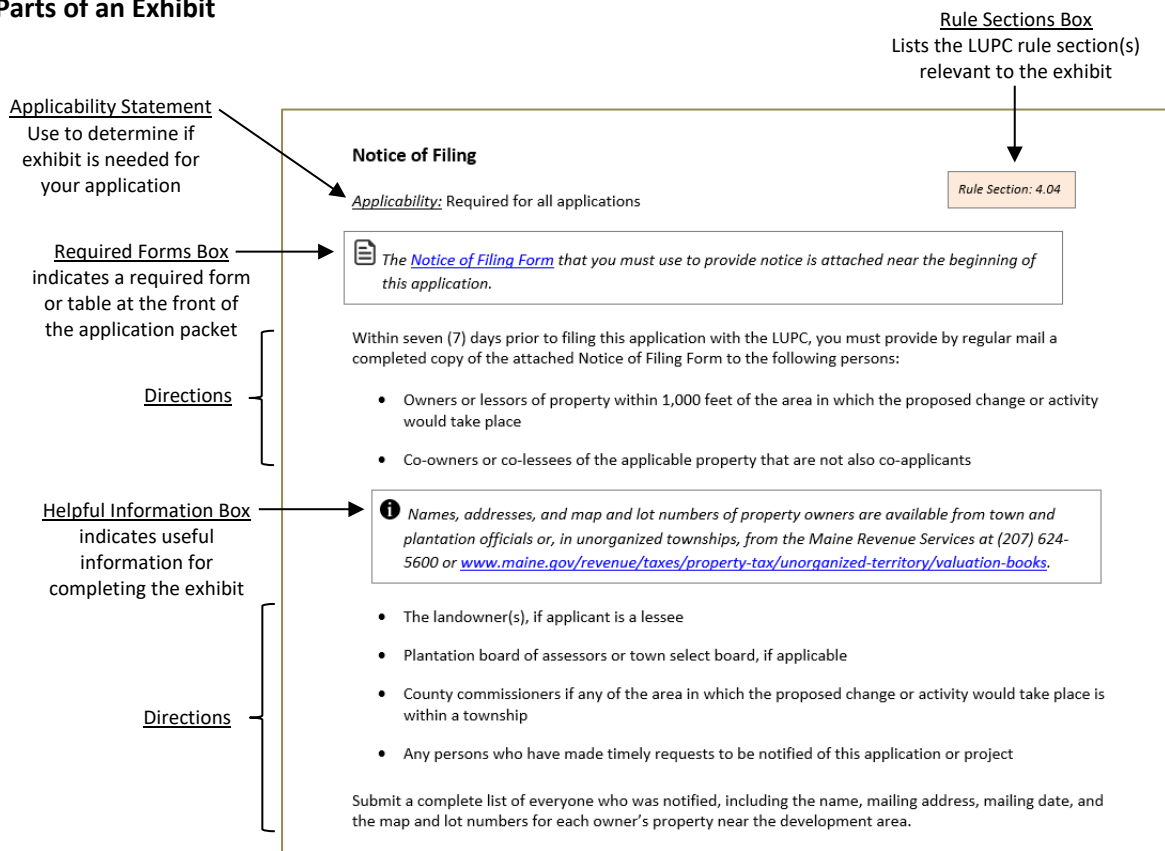 Parts of an Exhibit
Rule Sections Box
Lists the LUPC rule section(s)
relevant to the exhibit
Applicability Statement
Use to determine if
exhibit is needed for
your application
Notice of Filing
Rule Section: 4.04
Applicability: Required for all applications
Required Forms Box
indicates a required form
or table at the front of
the application packet
The Notice of Filing Form that you must use to provide notice is attached near the beginning of
this application.
Within seven (7) days prior to filing this application with the LUPC, you must provide by regular mail a
completed copy of the attached Notice of Filing Form to the following persons:
Directions
• Owners or lessors of property within 1,000 feet of the area in which the proposed change or activity
would take place
• Co-owners or co-lessees of the applicable property that are not also co-applicants
Helpful Information Box
indicates useful
information for
completing the exhibit
Names, addresses, and map and lot numbers of property owners are available from town and
plantation officials or, in unorganized townships, from the Maine Revenue Services at (207) 624-
5600 or www.maine.gov/revenue/taxes/property-tax/unorganized-territory/valuation-books.
• The landowner(s), if applicant is a lessee
• Plantation board of assessors or town select board, if applicable
• County commissioners if any of the area in which the proposed change or activity would take place is
within a township
Directions
• Any persons who have made timely requests to be notified of this application or project
Submit a complete list of everyone who was notified, including the name, mailing address, mailing date, and
the map and lot numbers for each owner's property near the development area.